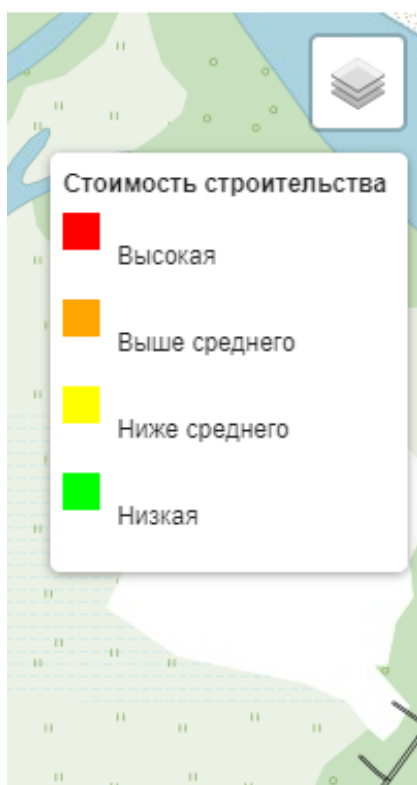 Стоимость строительства
Высокая
Выше среднего
Ниже среднего
Низкая